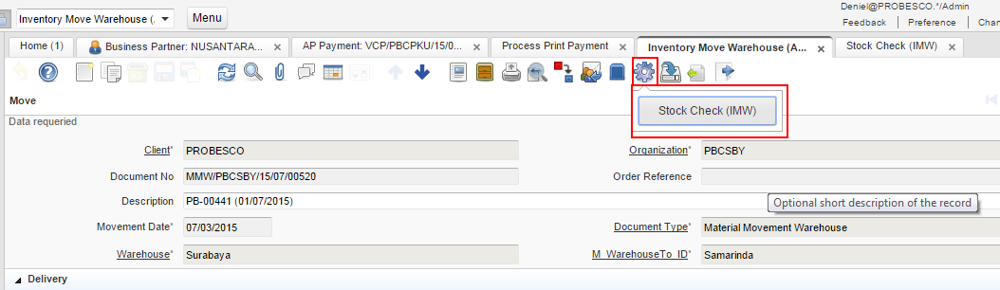 Deniel@PROBESCO.*/Admin
Inventory Move Warehouse (. Menu
Feedback Preference Chan
Home (1) Business Partner: NUSANTARA... AP Payment: VCP/PBCPKU/15/0... Process Print Payment Inventory Move Warehouse (A... Stock Check (IMW)
Move
Stock Check (IMW)
Data requeried
Client* PROBESCO Organization* PBCSBY
Document No MMW/PBCSBY/15/07/00520 Order Reference
Description PB-00441 (01/07/2015)
Optional short description of the record
Movement Date* 07/03/2015 Document Type* Material Movement Warehouse
Warehouse* Surabaya M_WarehouseTo_ID* Samarinda
Delivery